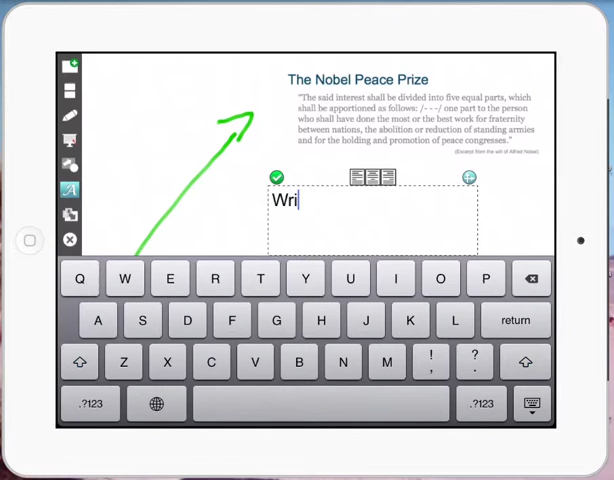 The Nobel Peace Prize
"The said interest shall be divided into five equal parts, which
shall be apportioned as follows: /- - -/ one part to the person
who shall have done the most or the best work for fraternity
between nations, the abolition or reduction of standing armies
and for the holding and promotion of peace congresses."
(Excerpt from the will of Alfred Nobel)
A
Wri
Q W E R T Y U I O P
A S D F G H J K L return
Z X C V B N M ! , ? .
.?123 .?123